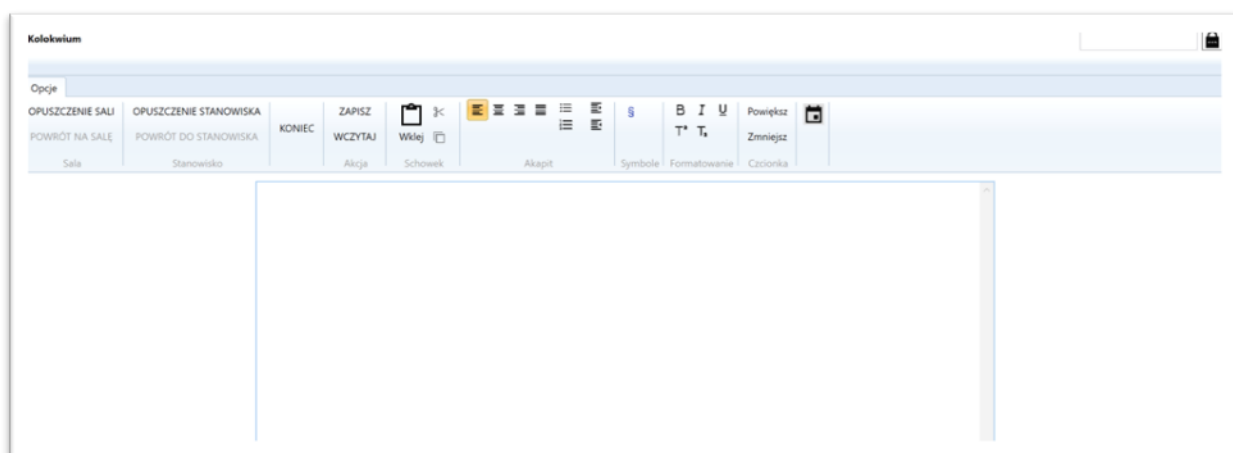 Kolokwium
Opcje
OPUSZCZENIE SALI OPUSZCZENIE STANOWISKA KONIEC ZAPISZ § B I U Powiększ
POWRÓT NA SALĘ POWRÓT DO STANOWISKA WCZYTAJ Wklej T T Zmniejsz
Sala Stanowisko Akcja Schowek Akapit Symbole Formatowanie Czcionka